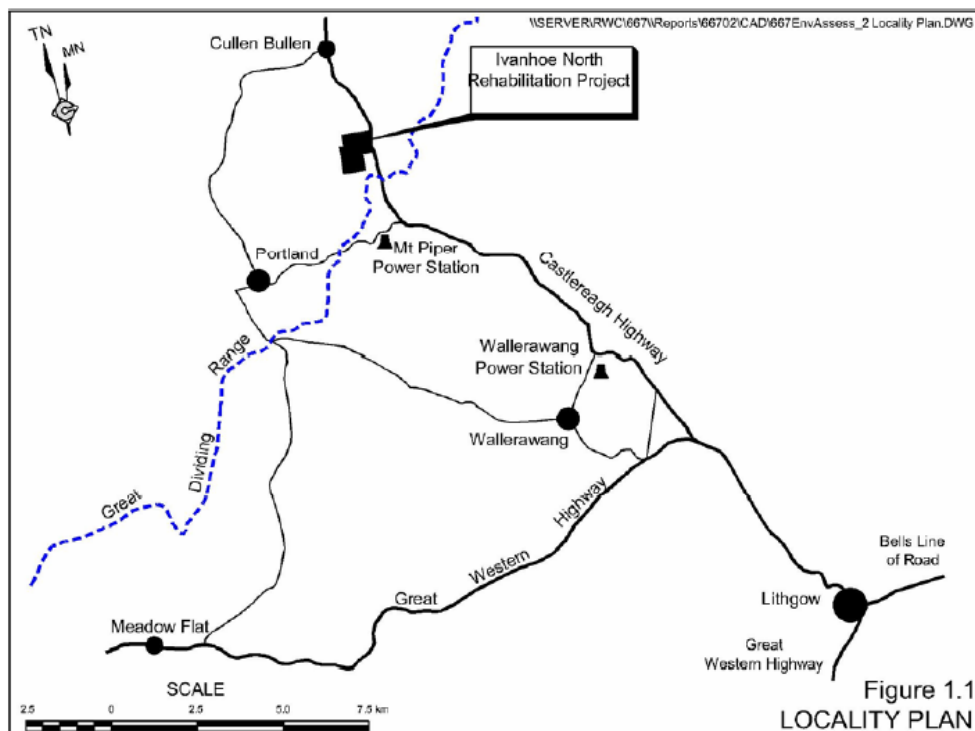 \\SERVER\RWC\667\\Reports\66702\CAD\667EnvAssess_2 Locality Plan.DWG
TN
MN
Cullen Bullen
Ivanhoe North
Rehabilitation Project
Portland
Mt Piper
Power Station
Castlereagh Highway
Range
Wallerawang
Power Station
Dividing
Wallerawang
Great
Highway
Western
Great
Bells Line
of Road
Lithgow
Meadow Flat
Great
Western Highway
SCALE
2.5 0 2.5 5.0 7.5 km
Figure 1.1
LOCALITY PLAN